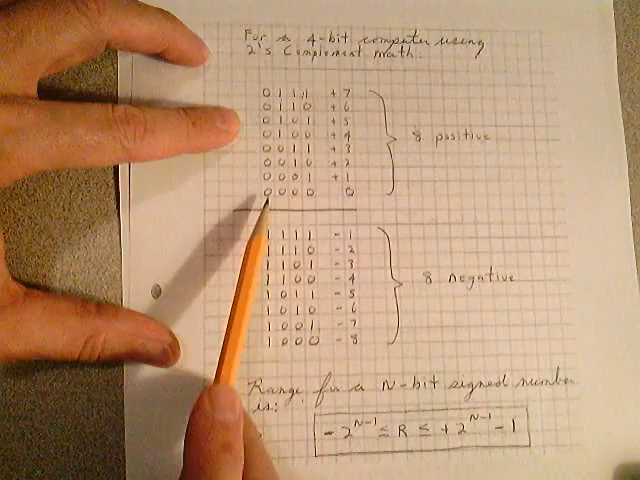 For a 4-bit computer using
2's Complement math.
0 1 1 1 +7
0 1 1 0 +6
0 1 0 1 +5
0 1 0 0 +4
0 0 1 1 +3
0 0 1 0 +2
0 0 0 1 +1
0 0 0 0 0
8 positive
1 1 1 1 -1
1 1 1 0 -2
1 1 0 1 -3
1 1 0 0 -4
1 0 1 1 -5
1 0 1 0 -6
1 0 0 1 -7
1 0 0 0 -8
8 negative
Range for a N-bit signed number
is:
-2^{N-1} ≤ R ≤ +2^{N-1} - 1